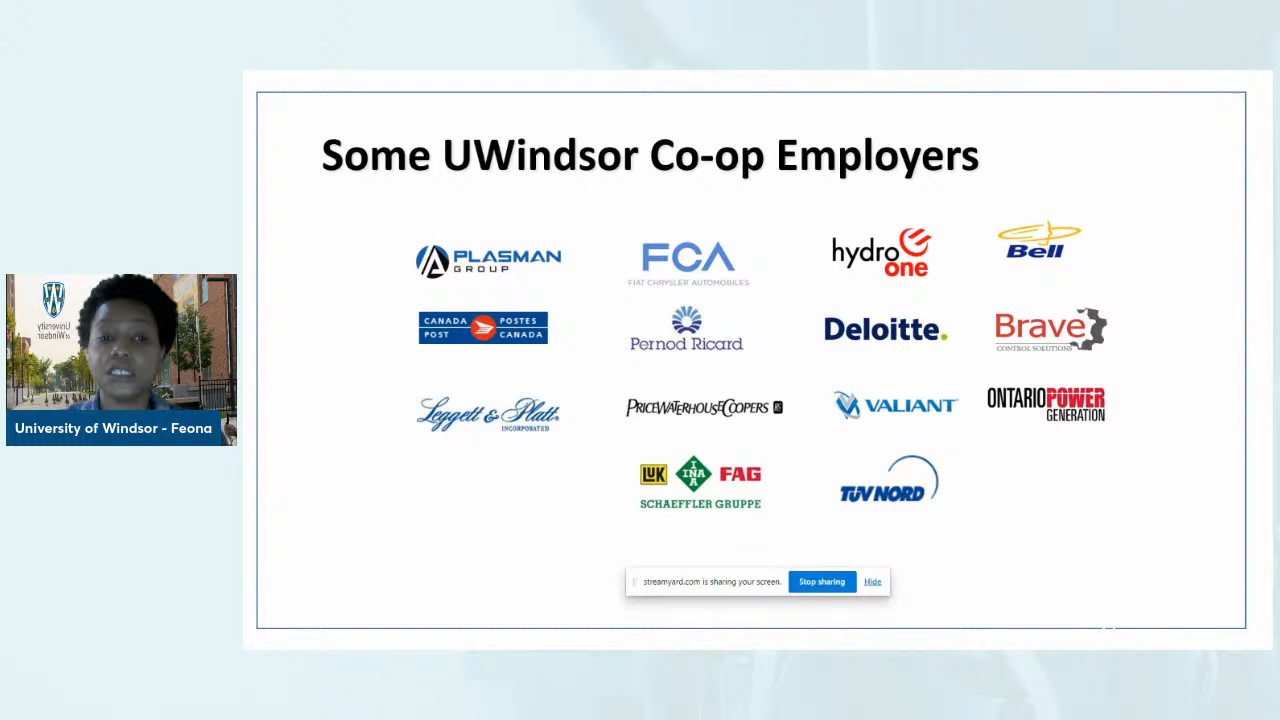 Some UWindsor Co-op Employers
PLASMAN
GROUP
FCA
FIAT CHRYSLER AUTOMOBILES
hydro
one
Bell
CANADA POSTES
POST CANADA
Pernod Ricard
Deloitte.
Brave
CONTROL SOLUTIONS
Leggett & Platt
INCORPORATED
PRICEWATERHOUSECOOPERS
VALIANT
ONTARIOPOWER
GENERATION
LUK INA FAG
SCHAEFFLER GRUPPE
TÜV NORD
University
of Windsor
University of Windsor - Feona
streamyard.com is sharing your screen. Stop sharing Hide